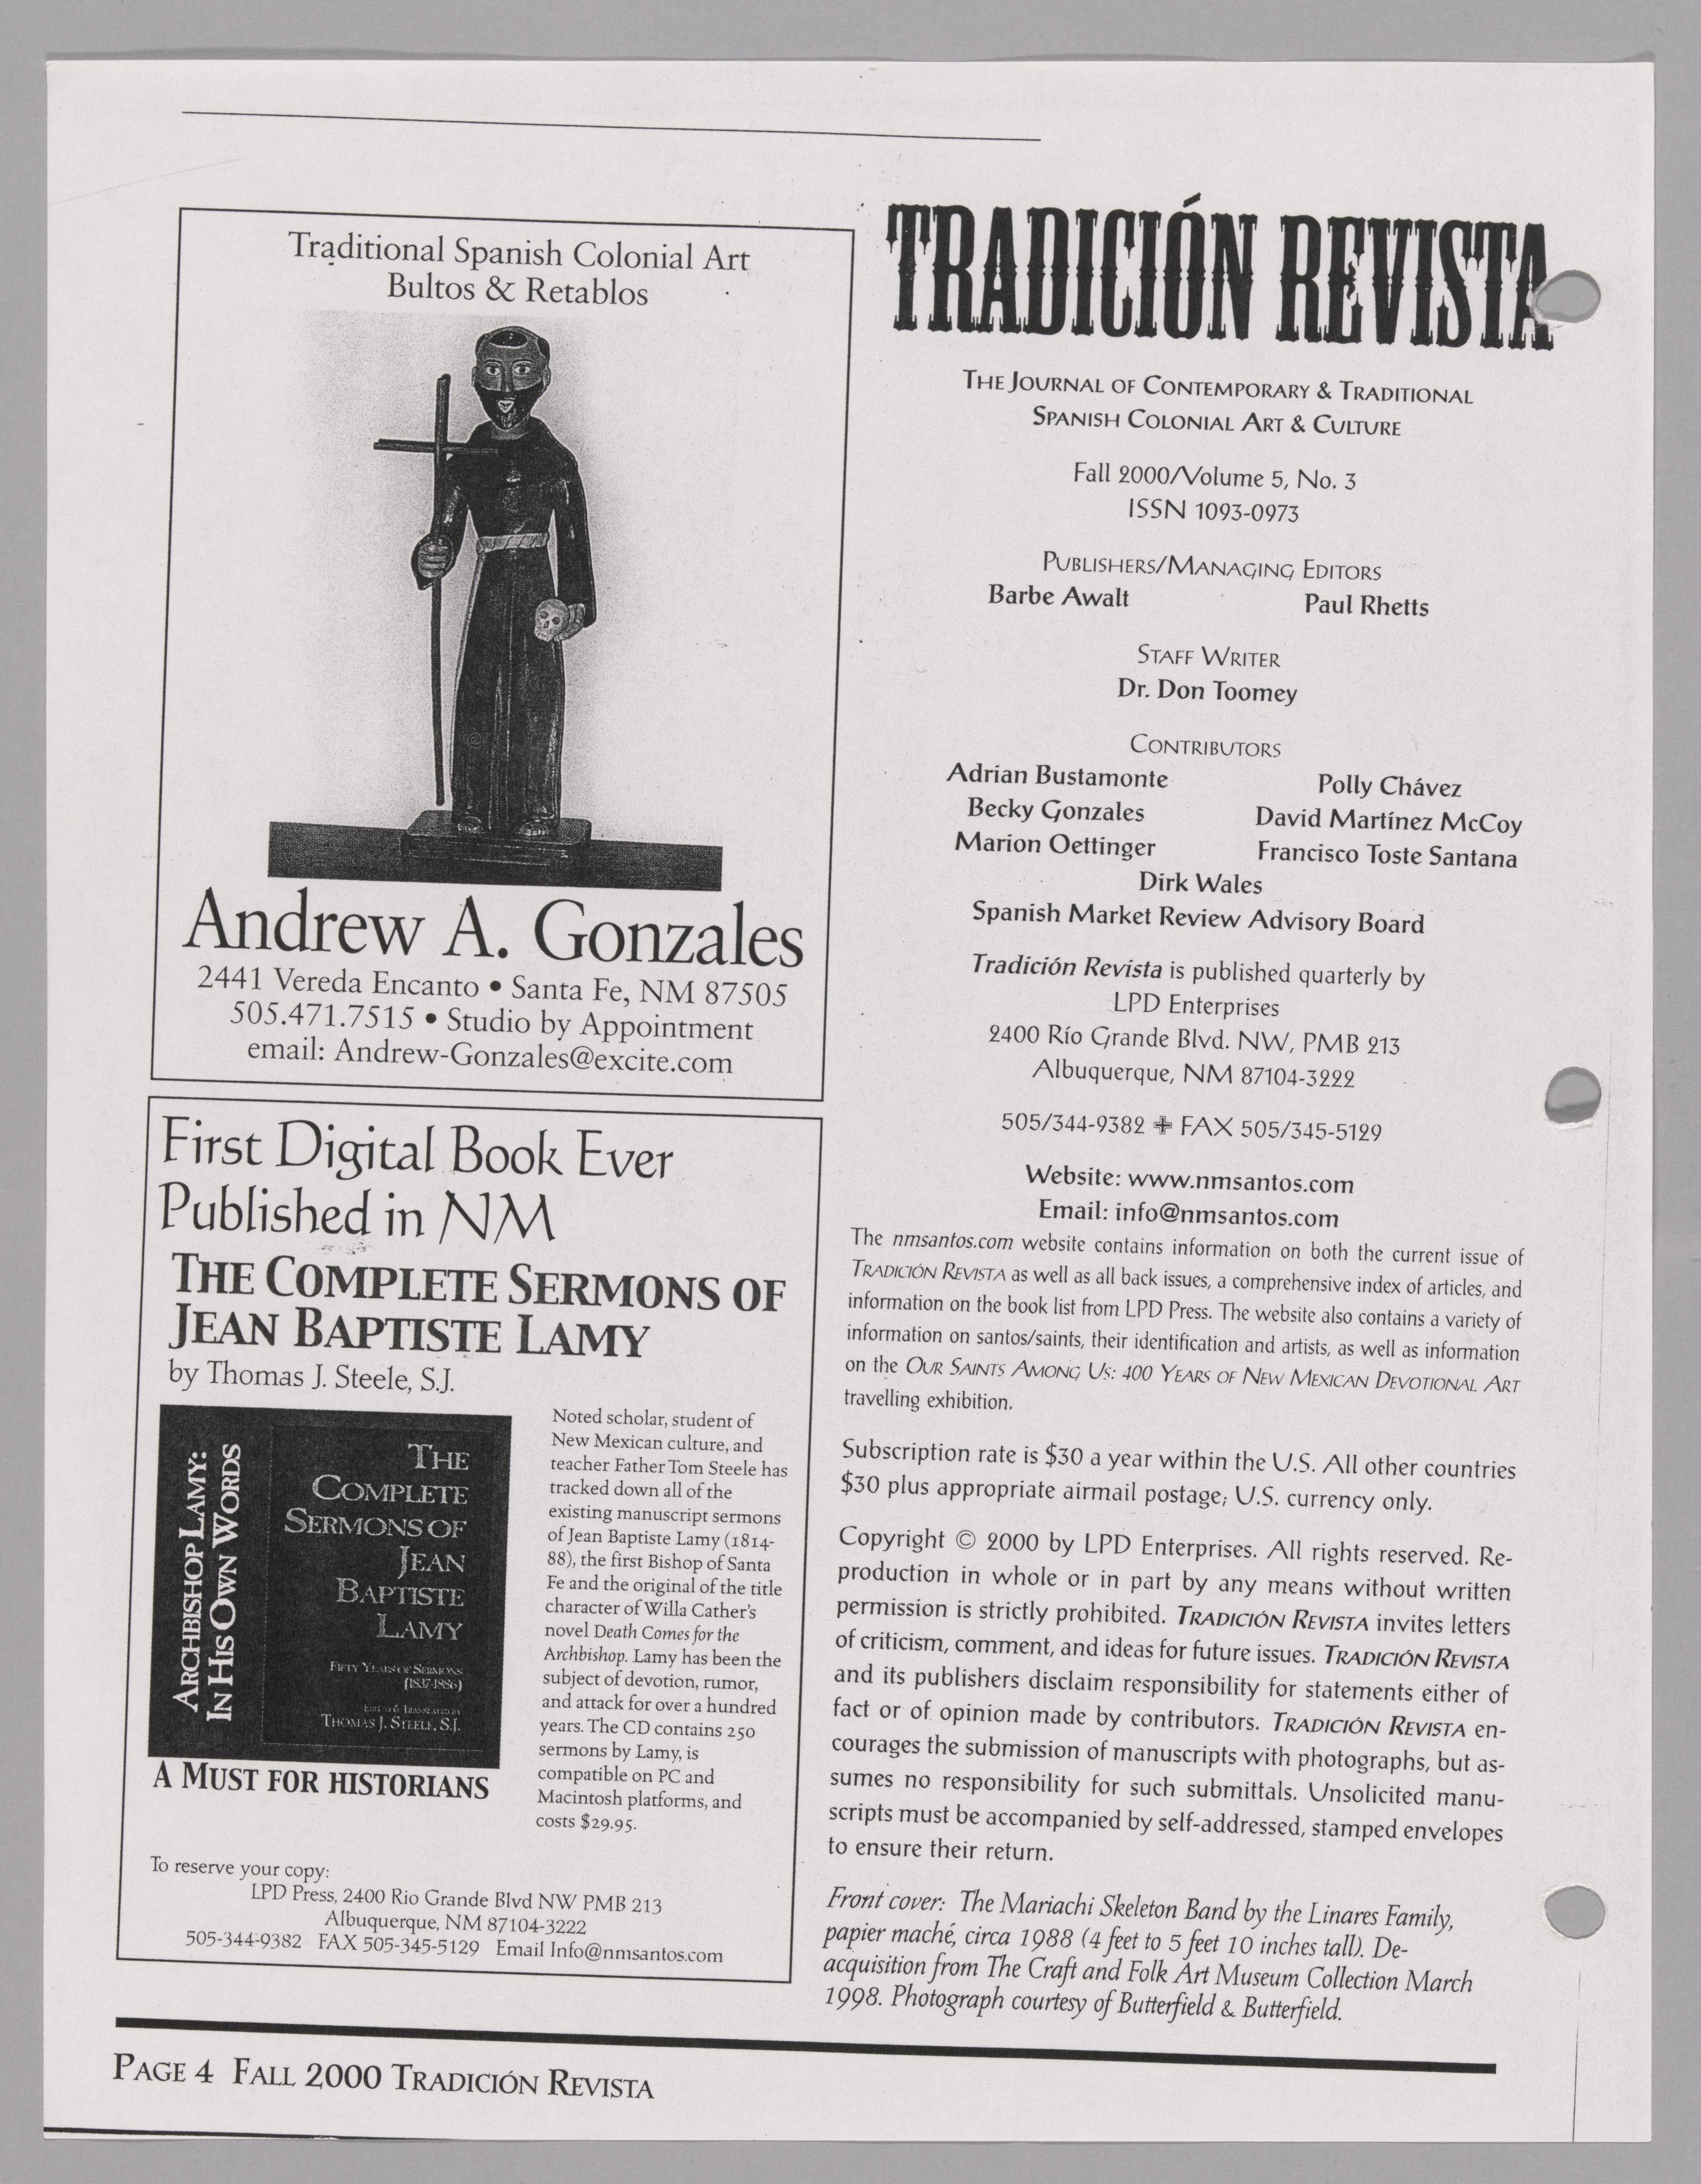 Traditional Spanish Colonial Art
Bultos & Retablos
Andrew A. Gonzales
2441 Vereda Encanto • Santa Fe, NM 87505
505.471.7515 • Studio by Appointment
email: Andrew-Gonzales@excite.com
First Digital Book Ever
Published in NM
THE COMPLETE SERMONS OF
JEAN BAPTISTE LAMY
by Thomas J. Steele, S.J.
ARCHBISHOP LAMY:
IN HIS OWN WORDS
THE
COMPLETE
SERMONS OF
JEAN
BAPTISTE
LAMY
FIFTY YEARS OF SERMONS
(1837-1886)
EDITED & TRANSLATED BY
THOMAS J. STEELE, S.J.
A MUST FOR HISTORIANS
Noted scholar, student of
New Mexican culture, and
teacher Father Tom Steele has
tracked down all of the
existing manuscript sermons
of Jean Baptiste Lamy (1814-
88), the first Bishop of Santa
Fe and the original of the title
character of Willa Cather's
novel Death Comes for the
Archbishop. Lamy has been the
subject of devotion, rumor,
and attack for over a hundred
years. The CD contains 250
sermons by Lamy, is
compatible on PC and
Macintosh platforms, and
costs $29.95.
To reserve your copy:
LPD Press, 2400 Rio Grande Blvd NW PMB 213
Albuquerque, NM 87104-3222
505-344-9382 FAX 505-345-5129 Email Info@nmsantos.com
TRADICIÓN REVISTA
THE JOURNAL OF CONTEMPORARY & TRADITIONAL
SPANISH COLONIAL ART & CULTURE
Fall 2000/Volume 5, No. 3
ISSN 1093-0973
PUBLISHERS/MANAGING EDITORS
Barbe Awalt Paul Rhetts
STAFF WRITER
Dr. Don Toomey
CONTRIBUTORS
Adrian Bustamonte Polly Chávez
Becky Gonzales David Martínez McCoy
Marion Oettinger Francisco Toste Santana
Dirk Wales
Spanish Market Review Advisory Board
Tradición Revista is published quarterly by
LPD Enterprises
2400 Río Grande Blvd. NW, PMB 213
Albuquerque, NM 87104-3222
505/344-9382 ✙ FAX 505/345-5129
Website: www.nmsantos.com
Email: info@nmsantos.com
The nmsantos.com website contains information on both the current issue of
TRADICIÓN REVISTA as well as all back issues, a comprehensive index of articles, and
information on the book list from LPD Press. The website also contains a variety of
information on santos/saints, their identification and artists, as well as information
on the OUR SAINTS AMONG US: 400 YEARS OF NEW MEXICAN DEVOTIONAL ART
travelling exhibition.
Subscription rate is $30 a year within the U.S. All other countries
$30 plus appropriate airmail postage; U.S. currency only.
Copyright © 2000 by LPD Enterprises. All rights reserved. Re-
production in whole or in part by any means without written
permission is strictly prohibited. TRADICIÓN REVISTA invites letters
of criticism, comment, and ideas for future issues. TRADICIÓN REVISTA
and its publishers disclaim responsibility for statements either of
fact or of opinion made by contributors. TRADICIÓN REVISTA en-
courages the submission of manuscripts with photographs, but as-
sumes no responsibility for such submittals. Unsolicited manu-
scripts must be accompanied by self-addressed, stamped envelopes
to ensure their return.
Front cover: The Mariachi Skeleton Band by the Linares Family,
papier maché, circa 1988 (4 feet to 5 feet 10 inches tall). De-
acquisition from The Craft and Folk Art Museum Collection March
1998. Photograph courtesy of Butterfield & Butterfield.
PAGE 4 FALL 2000 TRADICIÓN REVISTA